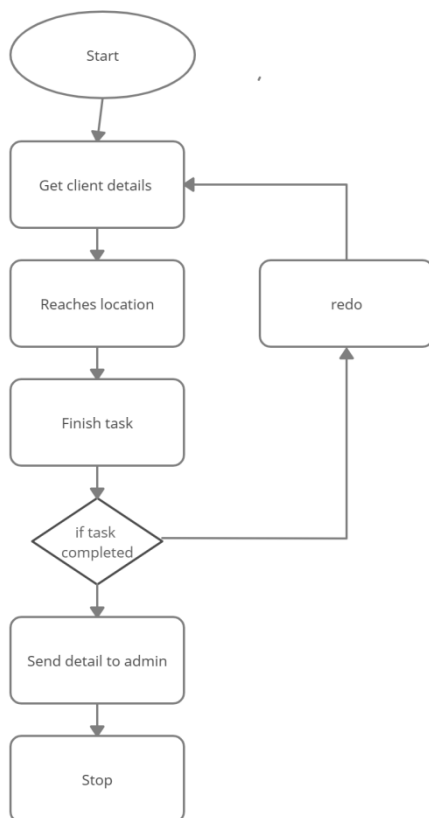 Start
,
Get client details
Reaches location
redo
Finish task
if task
completed
Send detail to admin
Stop